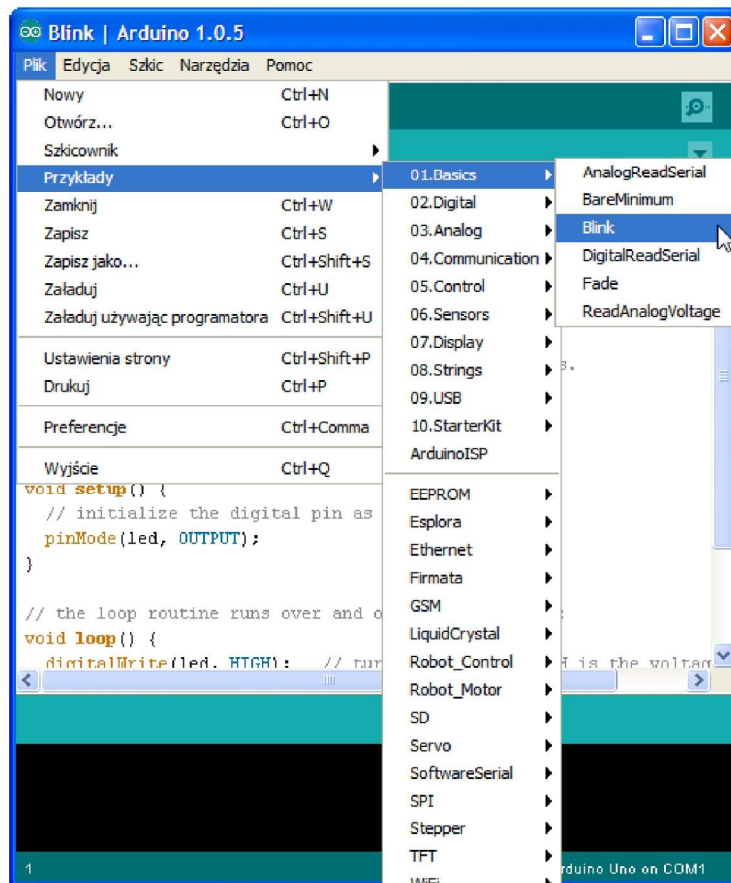 Blink | Arduino 1.0.5
Plik Edycja Szkic Narzędzia Pomoc
Nowy Ctrl+N
Otwórz... Ctrl+O
Szkicownik
Przykłady
Zamknij Ctrl+W
Zapisz Ctrl+S
Zapisz jako... Ctrl+Shift+S
Załaduj Ctrl+U
Załaduj używając programatora Ctrl+Shift+U
Ustawienia strony Ctrl+Shift+P
Drukuj Ctrl+P
Preferencje Ctrl+Comma
Wyjście Ctrl+Q
01.Basics
02.Digital
03.Analog
04.Communication
05.Control
06.Sensors
07.Display
08.Strings
09.USB
10.StarterKit
ArduinoISP
EEPROM
Esplora
Ethernet
Firmata
GSM
LiquidCrystal
Robot_Control
Robot_Motor
SD
Servo
SoftwareSerial
SPI
Stepper
TFT
WiFi
AnalogReadSerial
BareMinimum
Blink
DigitalReadSerial
Fade
ReadAnalogVoltage
s.
void setup() {
// initialize the digital pin as
pinMode(led, OUTPUT);
}
// the loop routine runs over and o
void loop() {
digitalWrite(led, HIGH); // tur H is the voltag
1 rduino Uno on COM1